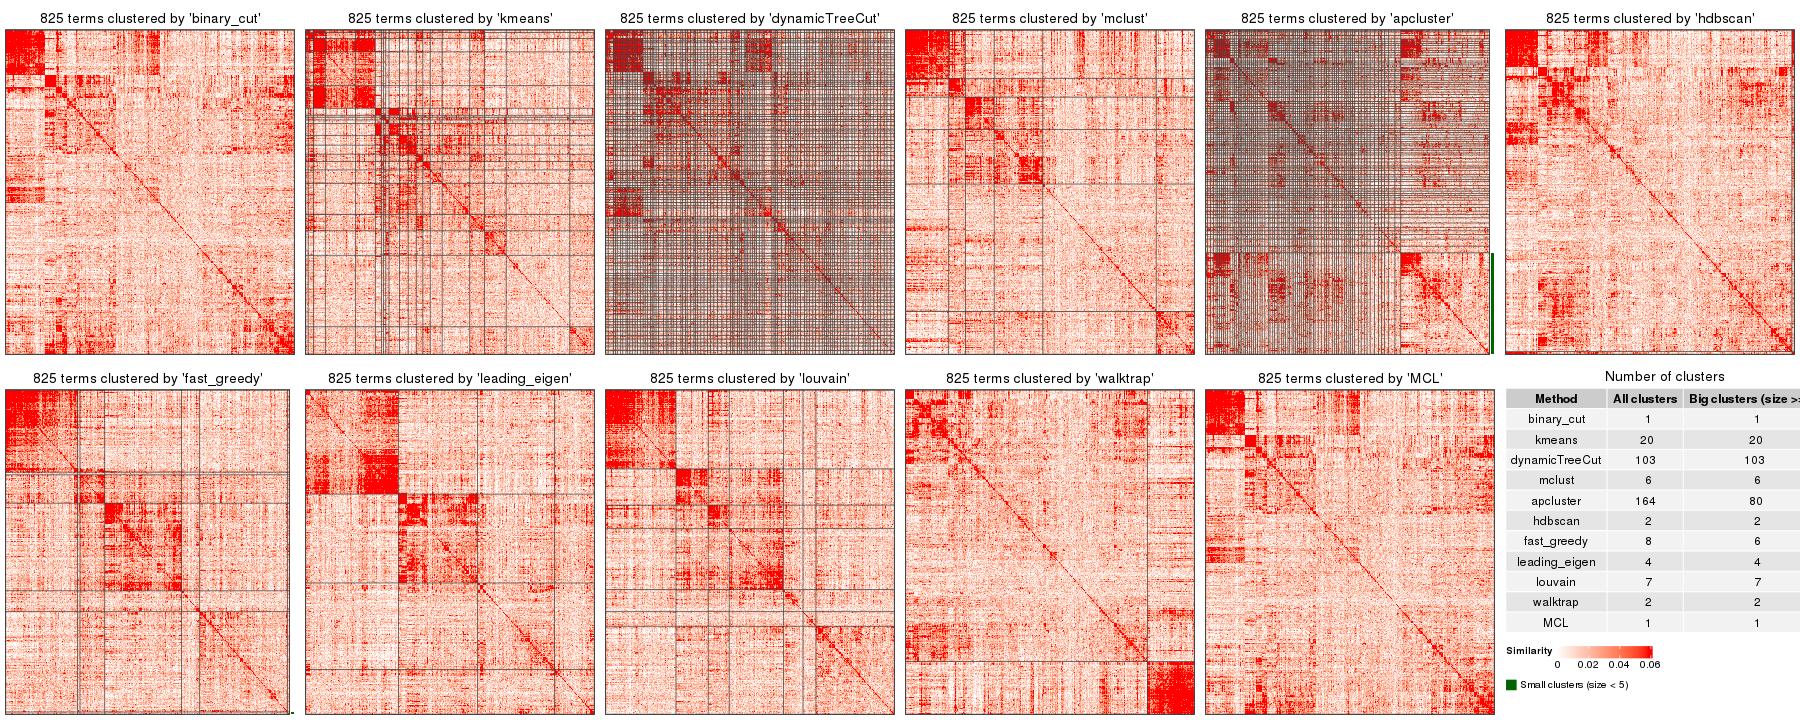 825 terms clustered by 'binary_cut'
825 terms clustered by 'kmeans'
825 terms clustered by 'dynamicTreeCut'
825 terms clustered by 'mclust'
825 terms clustered by 'apcluster'
825 terms clustered by 'hdbscan'
825 terms clustered by 'fast_greedy'
825 terms clustered by 'leading_eigen'
825 terms clustered by 'louvain'
825 terms clustered by 'walktrap'
825 terms clustered by 'MCL'
Number of clusters
Method All clusters Big clusters (size >
binary_cut 1 1
kmeans 20 20
dynamicTreeCut 103 103
mclust 6 6
apcluster 164 80
hdbscan 2 2
fast_greedy 8 6
leading_eigen 4 4
louvain 7 7
walktrap 2 2
MCL 1 1
Similarity
0 0.02 0.04 0.06
Small clusters (size < 5)